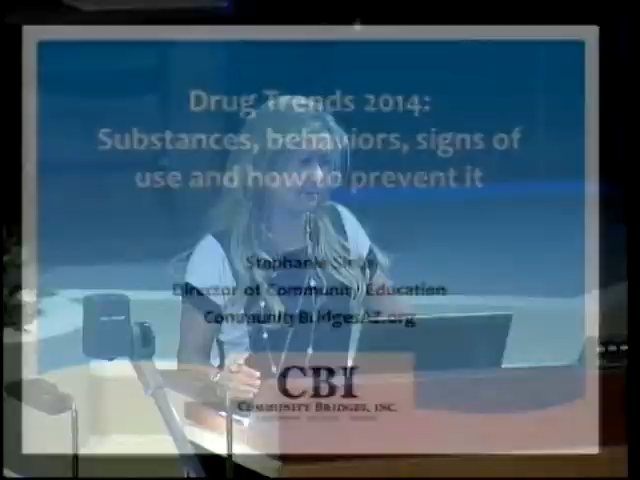 Drug Trends 2014:
Substances, behaviors, signs of
use and how to prevent it
Stephanie
Director of Community Education
CommunityBridgesAZ.org
CBI
COMMUNITY BRIDGES, INC.